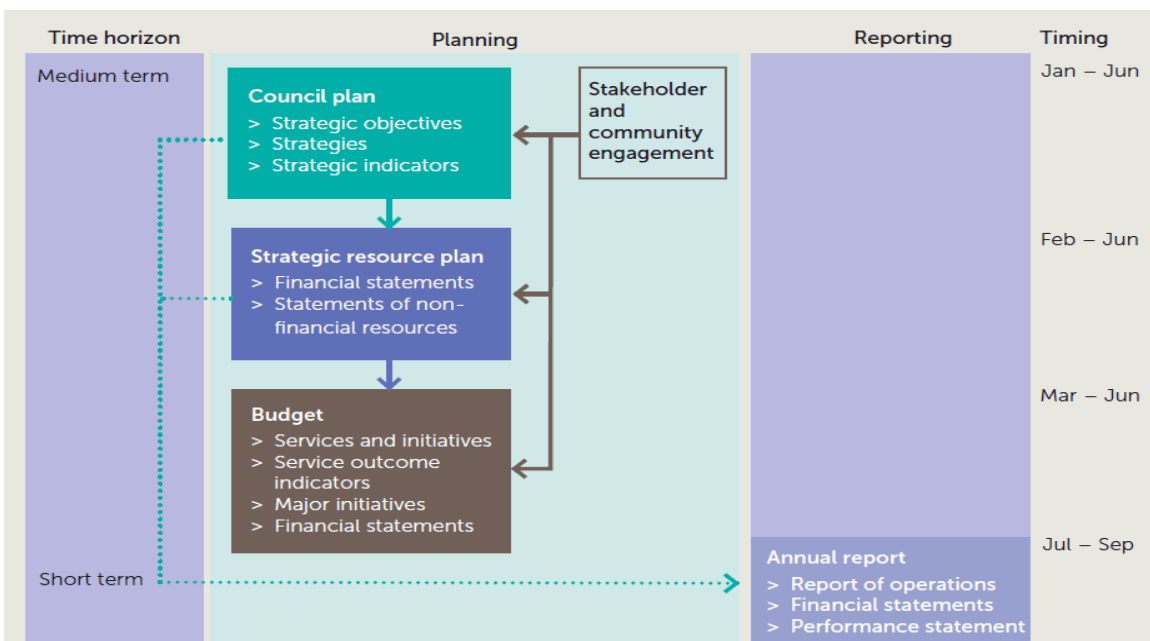 Time horizon
Planning
Reporting
Timing
Medium term
Jan – Jun
Council plan
> Strategic objectives
> Strategies
> Strategic indicators
Stakeholder
and
community
engagement
Feb – Jun
Strategic resource plan
> Financial statements
> Statements of non-
financial resources
Mar – Jun
Budget
> Services and initiatives
> Service outcome
indicators
> Major initiatives
> Financial statements
Jul – Sep
Short term
Annual report
> Report of operations
> Financial statements
> Performance statement